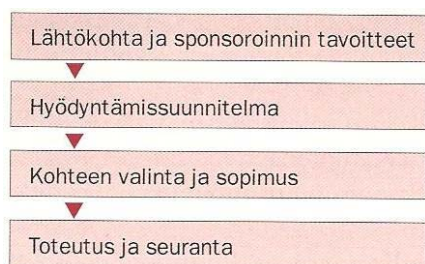 Lähtökohta ja sponsoroinnin tavoitteet
Hyödyntämissuunnitelma
Kohteen valinta ja sopimus
Toteutus ja seuranta